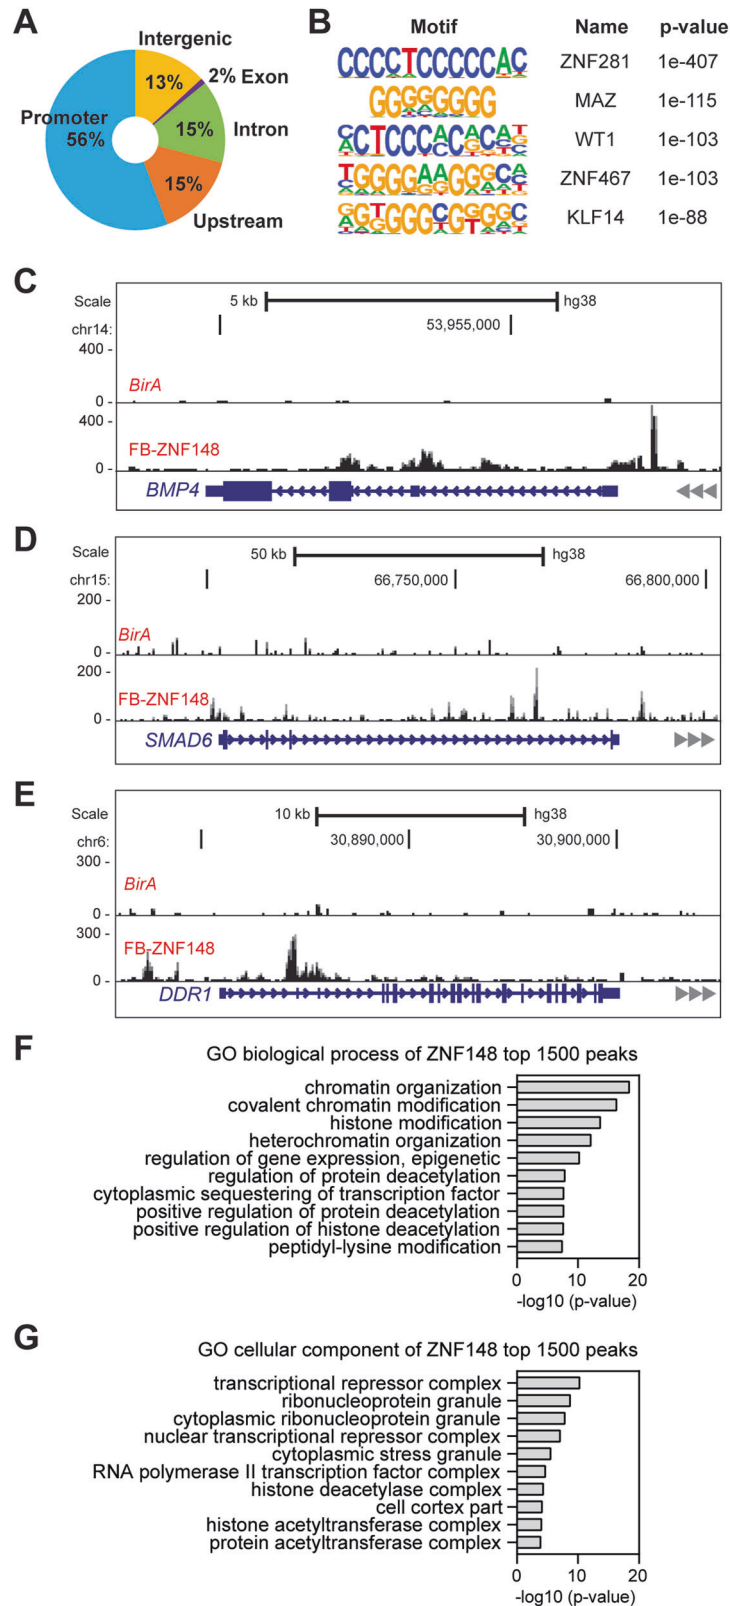 A
Intergenic
13%
2% Exon
Promoter
56%
15%
Intron
15%
Upstream
B
Motif Name p-value
CCCCTCCCCCAC ZNF281 1e-407
GGGGGGGG MAZ 1e-115
CCTCCCACACAT WT1 1e-103
TGGGGAAGGGCA ZNF467 1e-103
GGTGGGCGGGGC KLF14 1e-88
C
Scale 5 kb hg38
chr14: 53,955,000
400 -
BirA
0 -
400 -
FB-ZNF148
0 -
BMP4
D
Scale 50 kb hg38
chr15: 66,750,000 66,800,000
200 -
BirA
0 -
200 -
FB-ZNF148
0 -
SMAD6
E
Scale 10 kb hg38
chr6: 30,890,000 30,900,000
300 -
BirA
0 -
300 -
FB-ZNF148
0 -
DDR1
F
GO biological process of ZNF148 top 1500 peaks
chromatin organization
covalent chromatin modification
histone modification
heterochromatin organization
regulation of gene expression, epigenetic
regulation of protein deacetylation
cytoplasmic sequestering of transcription factor
positive regulation of protein deacetylation
positive regulation of histone deacetylation
peptidyl-lysine modification
0 10 20
-log10 (p-value)
G
GO cellular component of ZNF148 top 1500 peaks
transcriptional repressor complex
ribonucleoprotein granule
cytoplasmic ribonucleoprotein granule
nuclear transcriptional repressor complex
cytoplasmic stress granule
RNA polymerase II transcription factor complex
histone deacetylase complex
cell cortex part
histone acetyltransferase complex
protein acetyltransferase complex
0 10 20
-log10 (p-value)